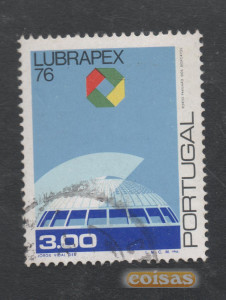 LUBRAPEX
76
PORTUGAL
3.00
coisas